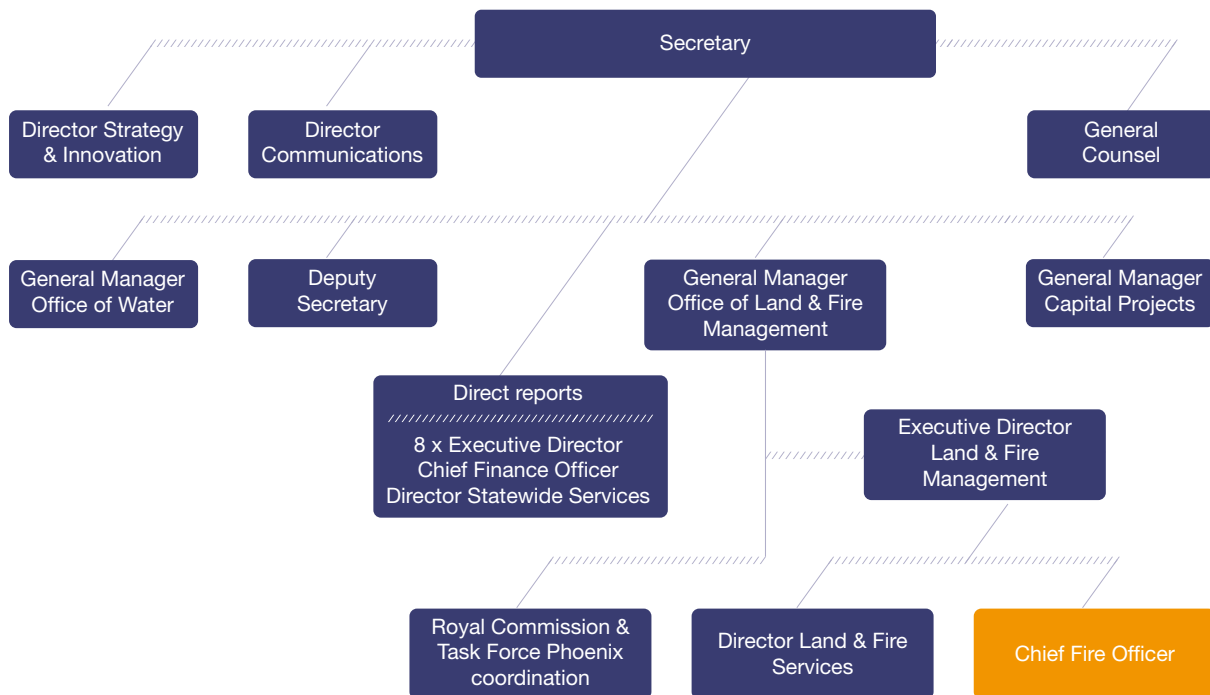 Secretary
Director Strategy
& Innovation
Director
Communications
General
Counsel
General Manager
Office of Water
Deputy
Secretary
General Manager
Office of Land & Fire
Management
General Manager
Capital Projects
Direct reports
8 x Executive Director
Chief Finance Officer
Director Statewide Services
Executive Director
Land & Fire
Management
Royal Commission &
Task Force Phoenix
coordination
Director Land & Fire
Services
Chief Fire Officer